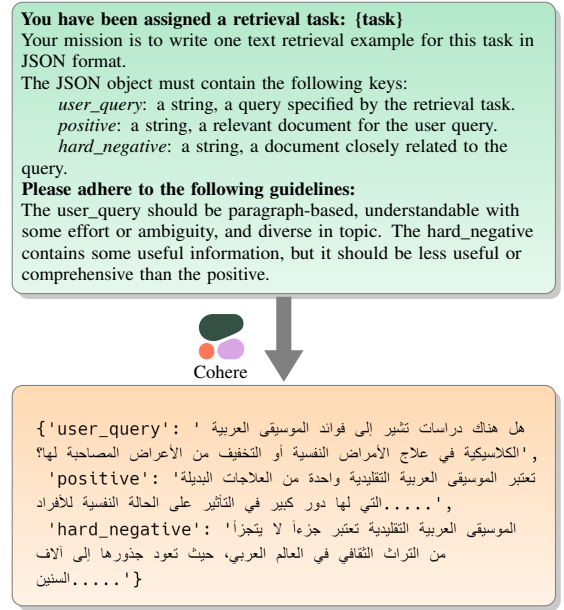 You have been assigned a retrieval task: {task}
Your mission is to write one text retrieval example for this task in
JSON format.
The JSON object must contain the following keys:
user_query: a string, a query specified by the retrieval task.
positive: a string, a relevant document for the user query.
hard_negative: a string, a document closely related to the
query.
Please adhere to the following guidelines:
The user_query should be paragraph-based, understandable with
some effort or ambiguity, and diverse in topic. The hard_negative
contains some useful information, but it should be less useful or
comprehensive than the positive.
Cohere
{'user_query': 'هل هناك دراسات تشير إلى فوائد الموسيقى العربية
الكلاسيكية في علاج الأمراض النفسية أو التخفيف من الأعراض المصاحبة لها؟',
'positive': 'تعتبر الموسيقى العربية التقليدية واحدة من العلاجات البديلة
التي لها دور كبير في التأثير على الحالة النفسية للأفراد.....',
'hard_negative': 'الموسيقى العربية التقليدية تعتبر جزءاً لا يتجزأ
من التراث الثقافي في العالم العربي، حيث تعود جذورها إلى آلاف
السنين.....'}